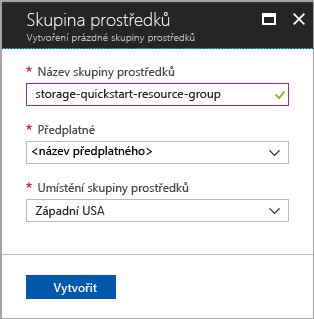 Skupina prostředků
Vytvoření prázdné skupiny prostředků
* Název skupiny prostředků
storage-quickstart-resource-group
* Předplatné
<název předplatného>
* Umístění skupiny prostředků
Západní USA
Vytvořit